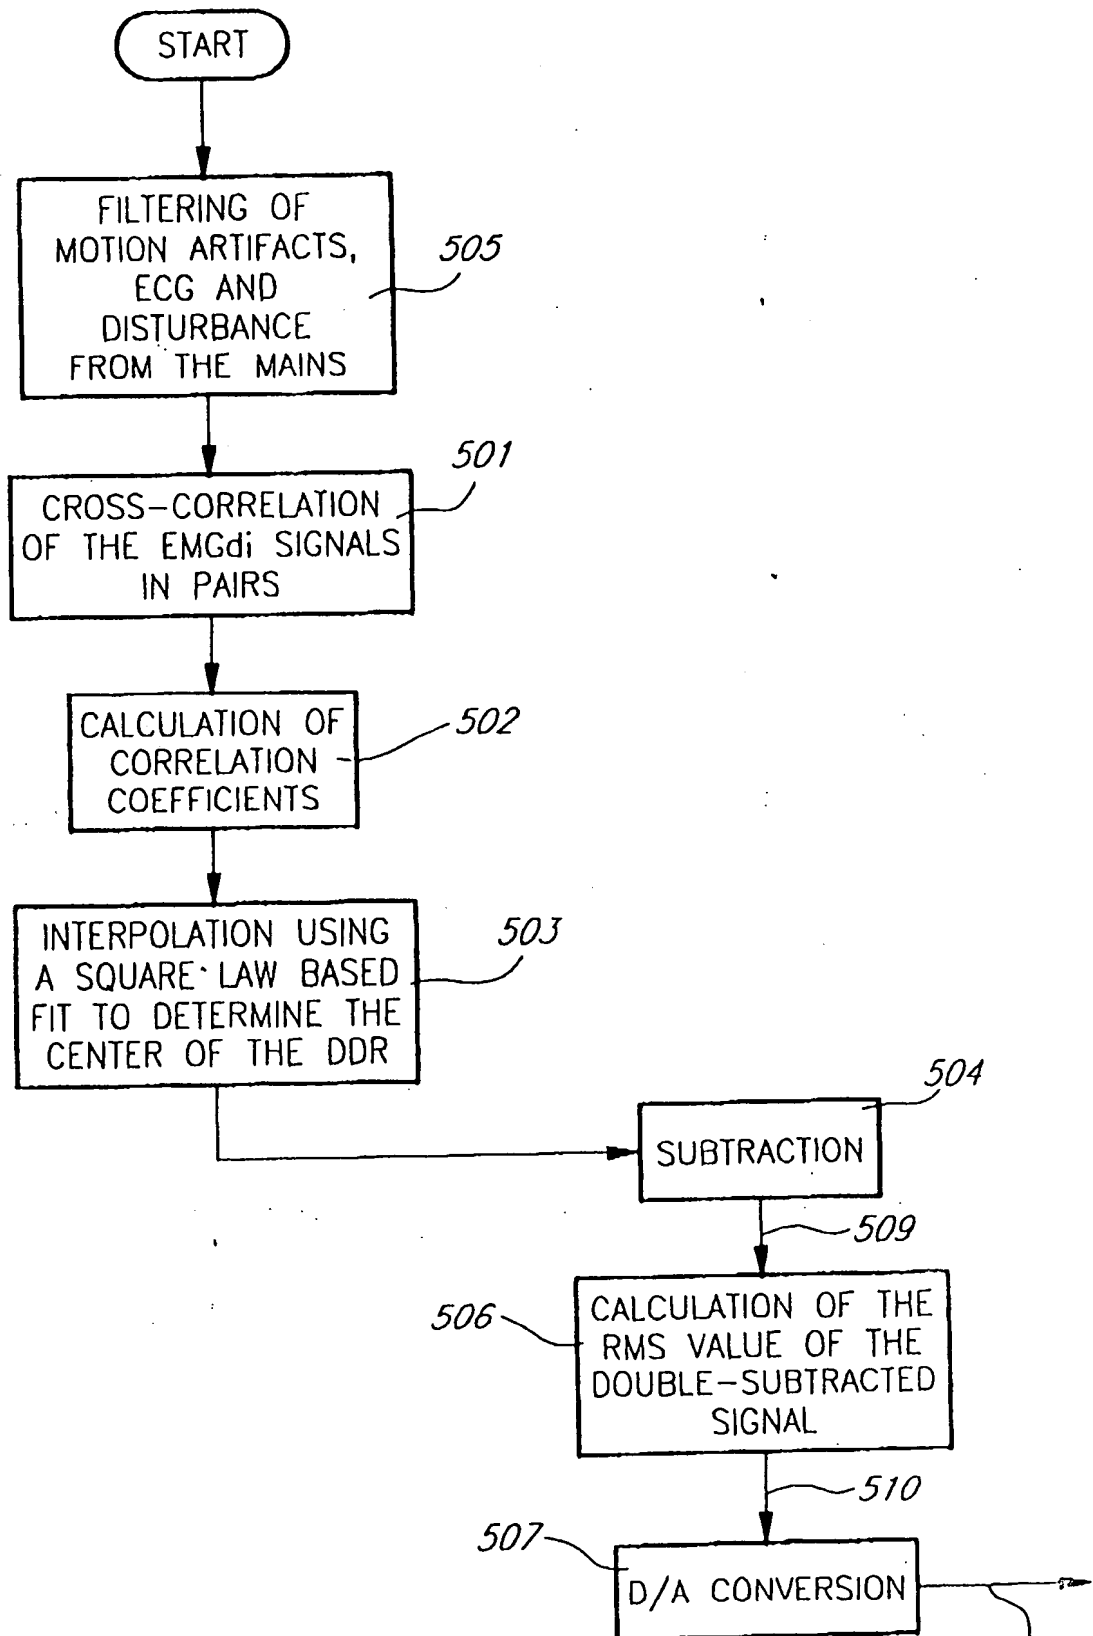 START
FILTERING OF
MOTION ARTIFACTS,
ECG AND
DISTURBANCE
FROM THE MAINS
505
501
CROSS-CORRELATION
OF THE EMGdi SIGNALS
IN PAIRS
CALCULATION OF
CORRELATION
COEFFICIENTS
502
INTERPOLATION USING
A SQUARE LAW BASED
FIT TO DETERMINE THE
CENTER OF THE DDR
503
504
SUBTRACTION
509
506
CALCULATION OF THE
RMS VALUE OF THE
DOUBLE-SUBTRACTED
SIGNAL
510
507
D/A CONVERSION